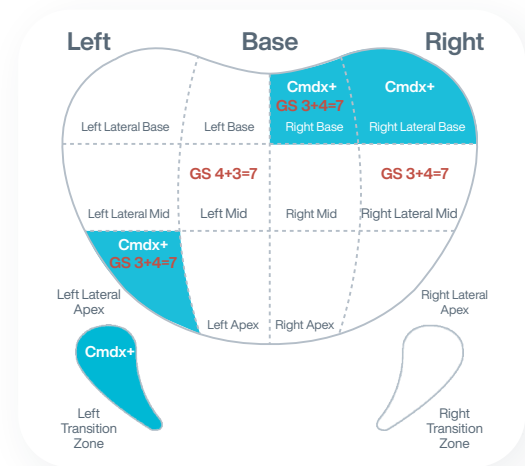 Left Base Right
Cmdx+ Cmdx+
GS 3+4=7
Left Lateral Base Left Base Right Base Right Lateral Base
GS 4+3=7 GS 3+4=7
Left Lateral Mid Left Mid Right Mid Right Lateral Mid
Cmdx+
GS 3+4=7
Left Lateral
Apex
Right Lateral
Apex
Left Apex Right Apex
Cmdx+
Left
Transition
Zone
Right
Transition
Zone